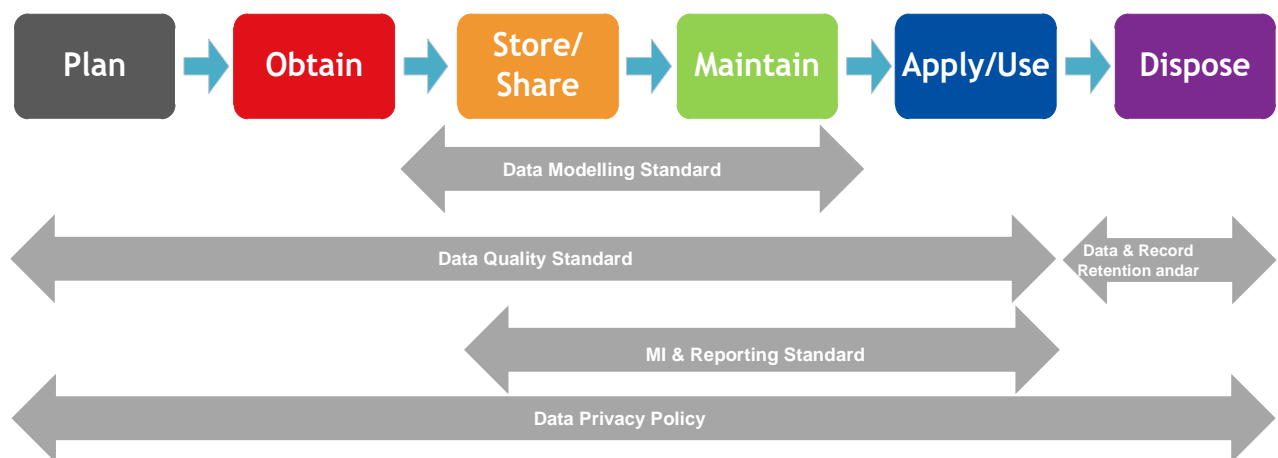 Plan
Obtain
Store/
Share
Maintain
Apply/Use
Dispose
Data Modelling Standard
Data Quality Standard
Data & Record
Retention andar
MI & Reporting Standard
Data Privacy Policy